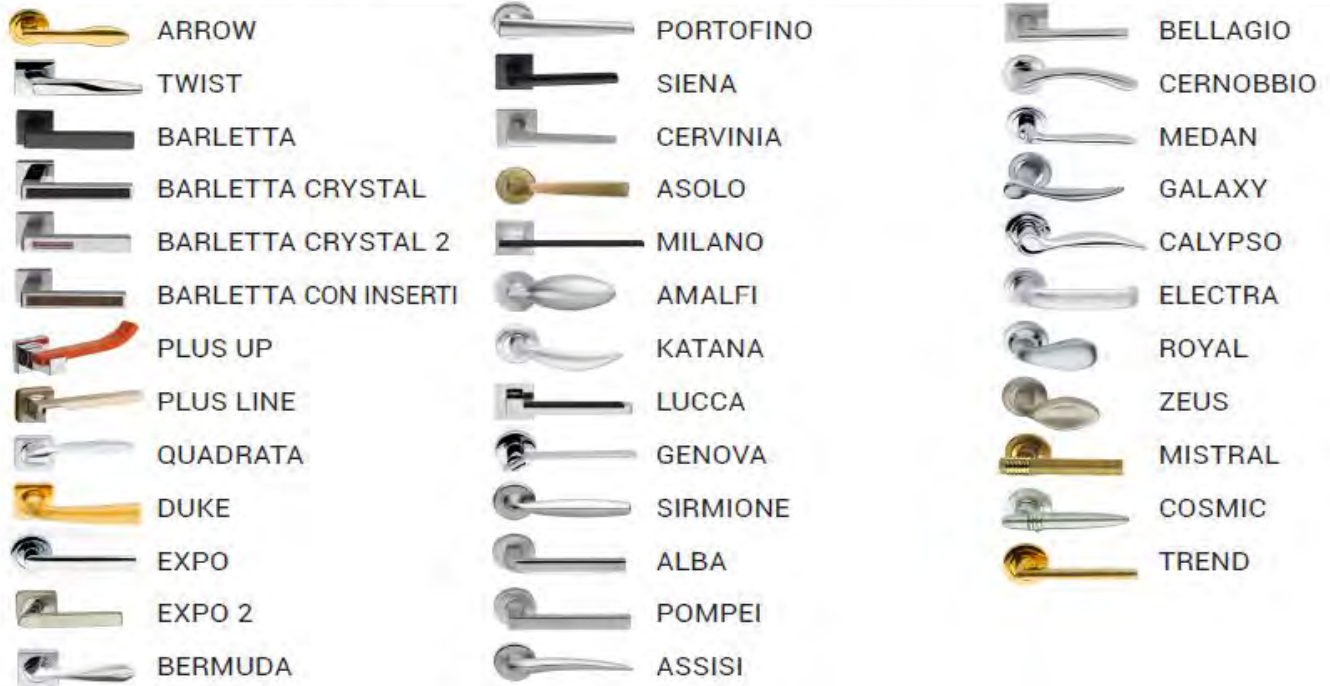 ARROW
TWIST
BARLETTA
BARLETTA CRYSTAL
BARLETTA CRYSTAL 2
BARLETTA CON INSERTI
PLUS UP
PLUS LINE
QUADRATA
DUKE
EXPO
EXPO 2
BERMUDA
PORTOFINO
SIENA
CERVINIA
ASOLO
MILANO
AMALFI
KATANA
LUCCA
GENOVA
SIRMIONE
ALBA
POMPEI
ASSISI
BELLAGIO
CERNOBBIO
MEDAN
GALAXY
CALYPSO
ELECTRA
ROYAL
ZEUS
MISTRAL
COSMIC
TREND